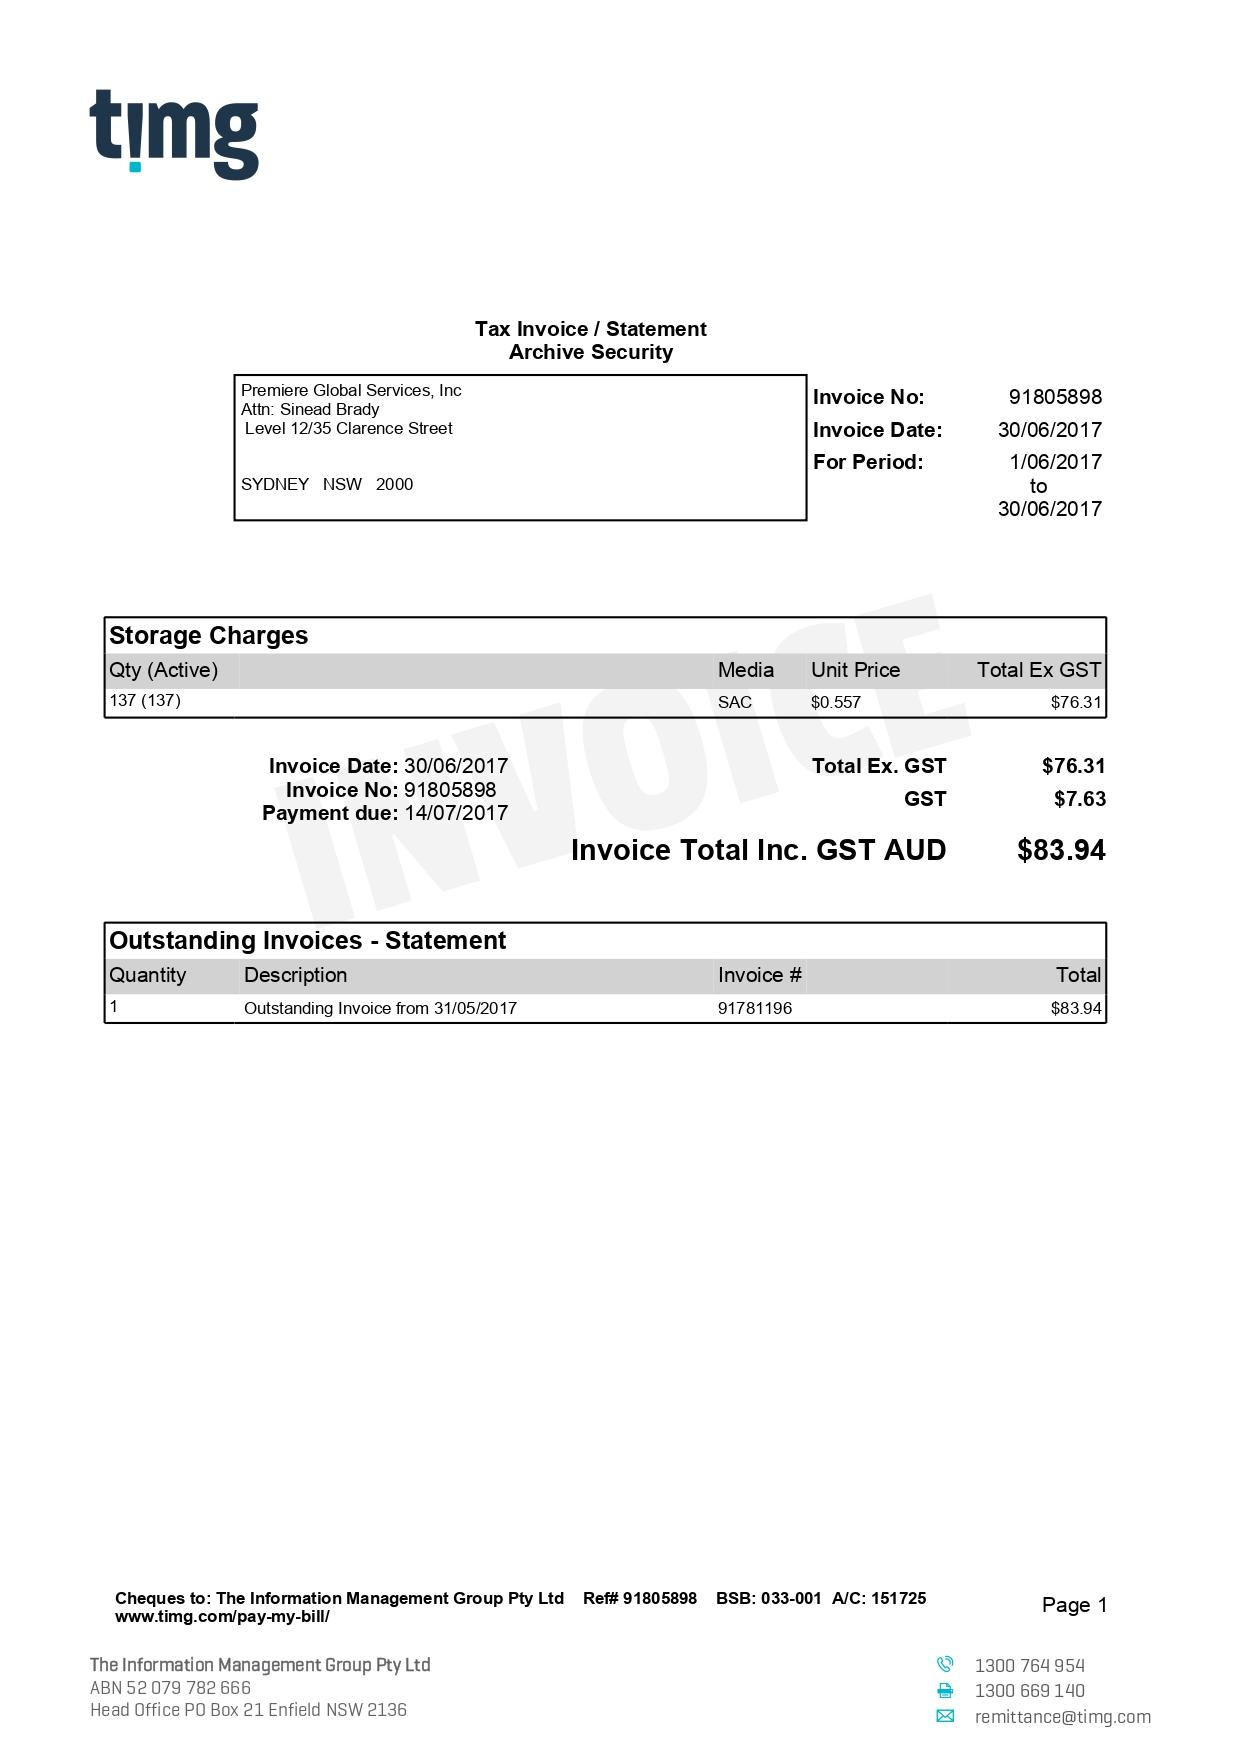 timg
Tax Invoice / Statement
Archive Security
Premiere Global Services, Inc
Attn: Sinead Brady
Level 12/35 Clarence Street
SYDNEY NSW 2000
Invoice No: 91805898
Invoice Date: 30/06/2017
For Period: 1/06/2017
to
30/06/2017
INVOICE
Storage Charges
Qty (Active) Media Unit Price Total Ex GST
137 (137) SAC $0.557 $76.31
Invoice Date: 30/06/2017
Invoice No: 91805898
Payment due: 14/07/2017
Total Ex. GST $76.31
GST $7.63
Invoice Total Inc. GST AUD $83.94
Outstanding Invoices - Statement
Quantity Description Invoice # Total
1 Outstanding Invoice from 31/05/2017 91781196 $83.94
Cheques to: The Information Management Group Pty Ltd Ref# 91805898 BSB: 033-001 A/C: 151725
www.timg.com/pay-my-bill/
Page 1
The Information Management Group Pty Ltd
ABN 52 079 782 666
Head Office PO Box 21 Enfield NSW 2136
1300 764 954
1300 669 140
remittance@timg.com